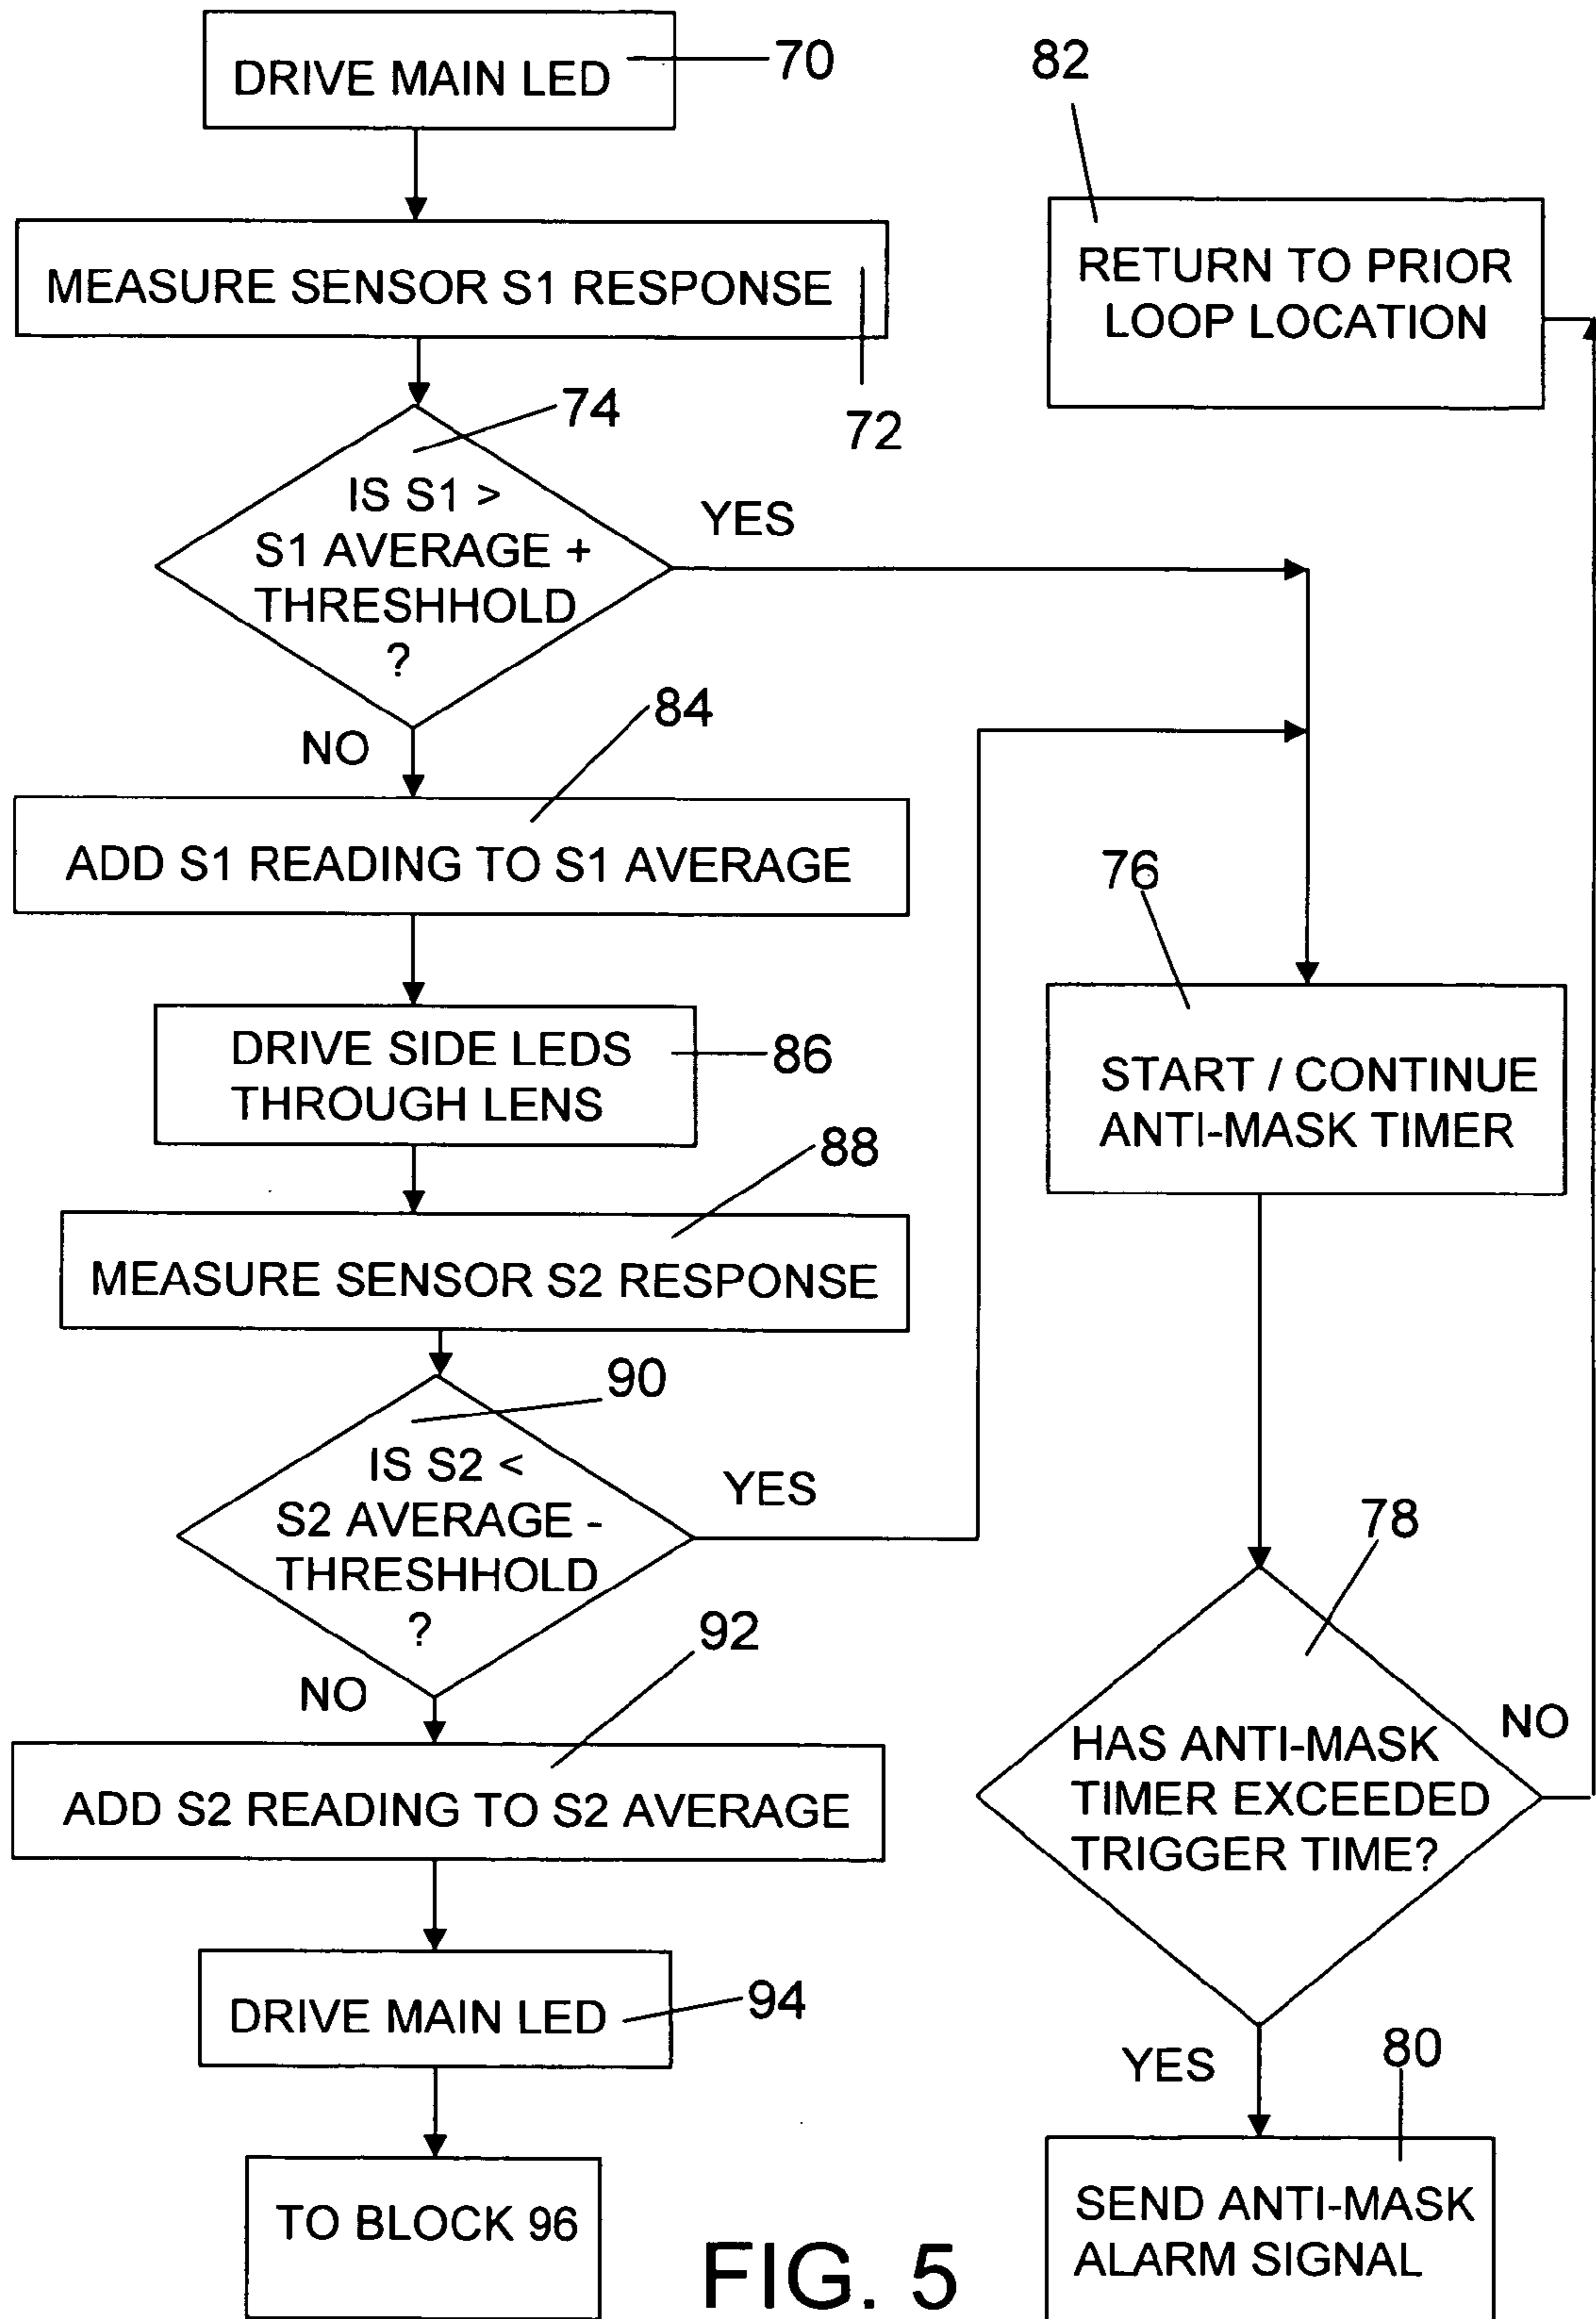 DRIVE MAIN LED
70
MEASURE SENSOR S1 RESPONSE
72
74
IS S1 >
S1 AVERAGE +
THRESHHOLD
?
YES
NO
84
ADD S1 READING TO S1 AVERAGE
DRIVE SIDE LEDS
THROUGH LENS
86
88
MEASURE SENSOR S2 RESPONSE
90
IS S2 <
S2 AVERAGE -
THRESHHOLD
?
YES
NO
92
ADD S2 READING TO S2 AVERAGE
DRIVE MAIN LED
94
TO BLOCK 96
82
RETURN TO PRIOR
LOOP LOCATION
76
START / CONTINUE
ANTI-MASK TIMER
78
HAS ANTI-MASK
TIMER EXCEEDED
TRIGGER TIME?
NO
YES
80
SEND ANTI-MASK
ALARM SIGNAL
FIG. 5